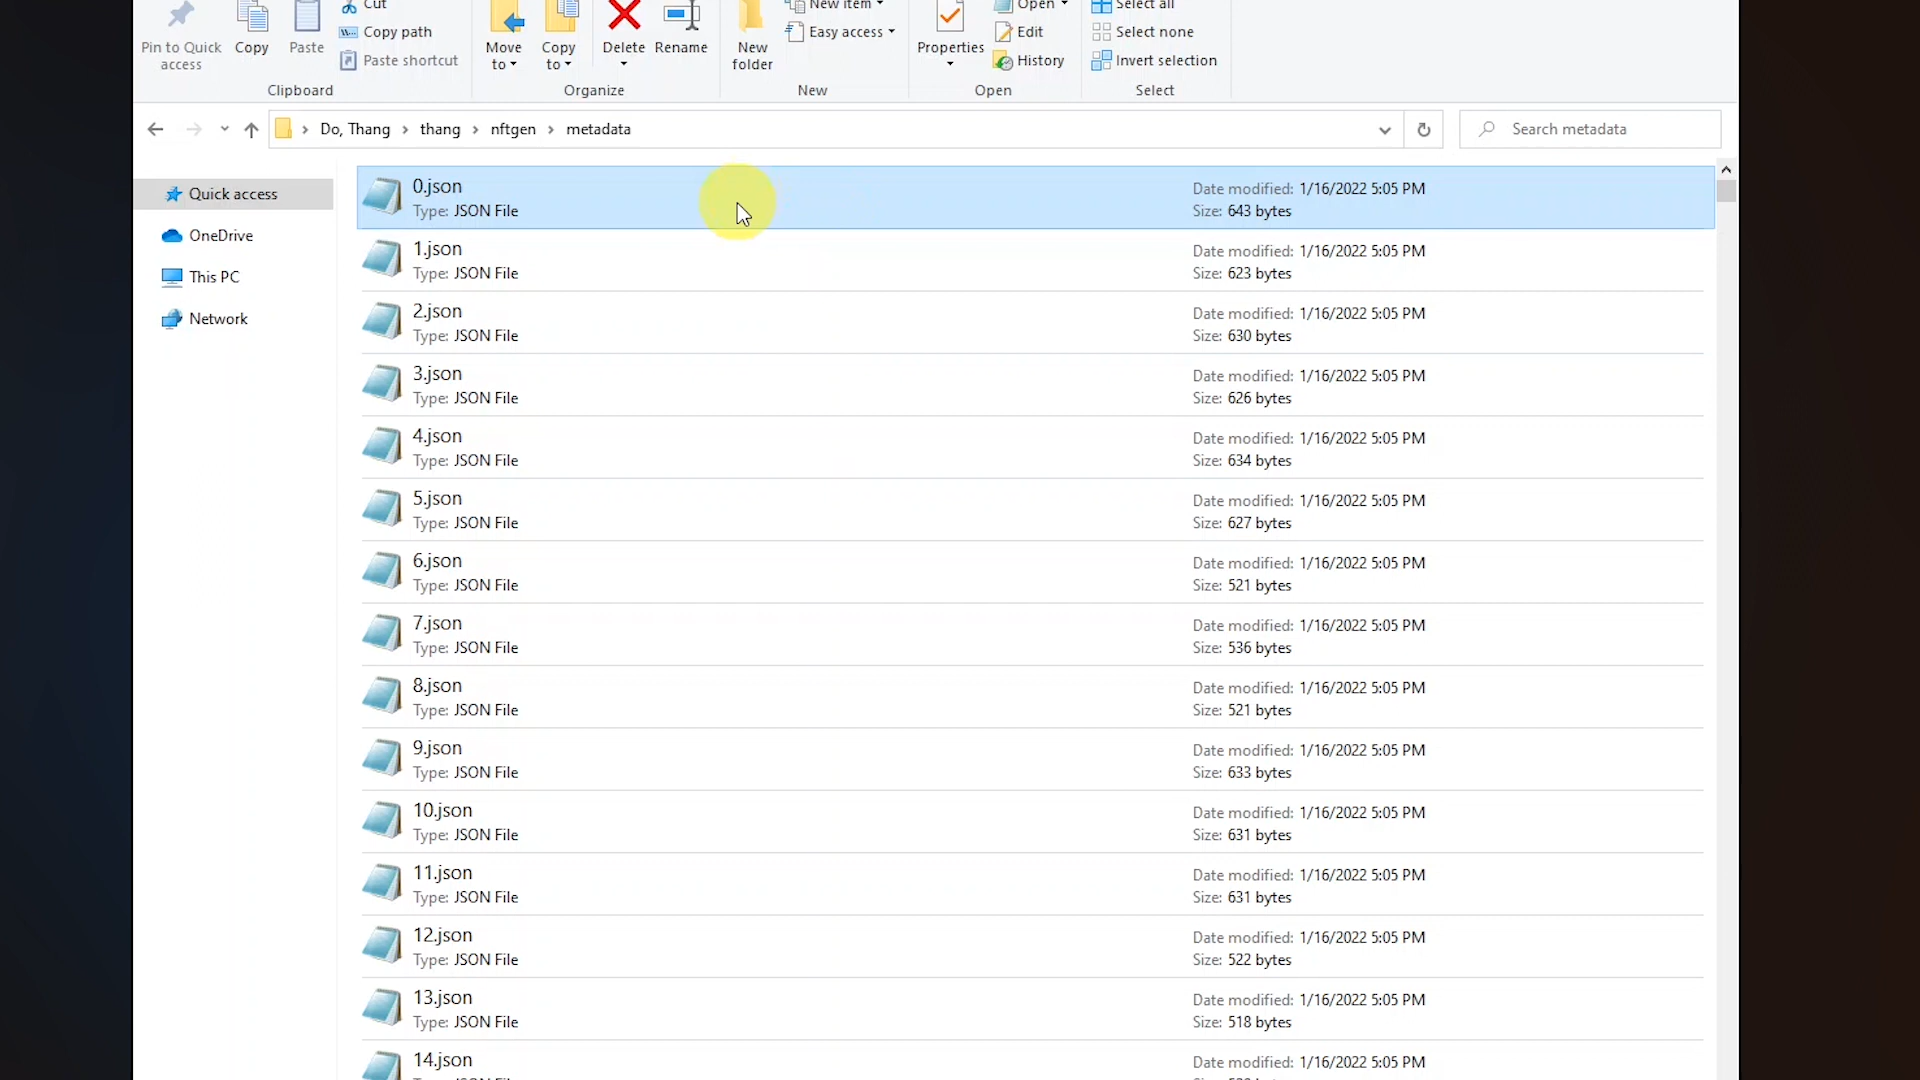 Cut
New item
Open
Select all
Copy path
Easy access
Edit
Select none
Pin to Quick access
Copy
Paste
Paste shortcut
Move to
Copy to
Delete
Rename
New folder
Properties
History
Invert selection
Clipboard
Organize
New
Open
Select
Do, Thang > thang > nftgen > metadata
Search metadata
Quick access
OneDrive
This PC
Network
0.json
Date modified: 1/16/2022 5:05 PM
Type: JSON File
Size: 643 bytes
1.json
Date modified: 1/16/2022 5:05 PM
Type: JSON File
Size: 623 bytes
2.json
Date modified: 1/16/2022 5:05 PM
Type: JSON File
Size: 630 bytes
3.json
Date modified: 1/16/2022 5:05 PM
Type: JSON File
Size: 626 bytes
4.json
Date modified: 1/16/2022 5:05 PM
Type: JSON File
Size: 634 bytes
5.json
Date modified: 1/16/2022 5:05 PM
Type: JSON File
Size: 627 bytes
6.json
Date modified: 1/16/2022 5:05 PM
Type: JSON File
Size: 521 bytes
7.json
Date modified: 1/16/2022 5:05 PM
Type: JSON File
Size: 536 bytes
8.json
Date modified: 1/16/2022 5:05 PM
Type: JSON File
Size: 521 bytes
9.json
Date modified: 1/16/2022 5:05 PM
Type: JSON File
Size: 633 bytes
10.json
Date modified: 1/16/2022 5:05 PM
Type: JSON File
Size: 631 bytes
11.json
Date modified: 1/16/2022 5:05 PM
Type: JSON File
Size: 631 bytes
12.json
Date modified: 1/16/2022 5:05 PM
Type: JSON File
Size: 522 bytes
13.json
Date modified: 1/16/2022 5:05 PM
Type: JSON File
Size: 518 bytes
14.json
Date modified: 1/16/2022 5:05 PM